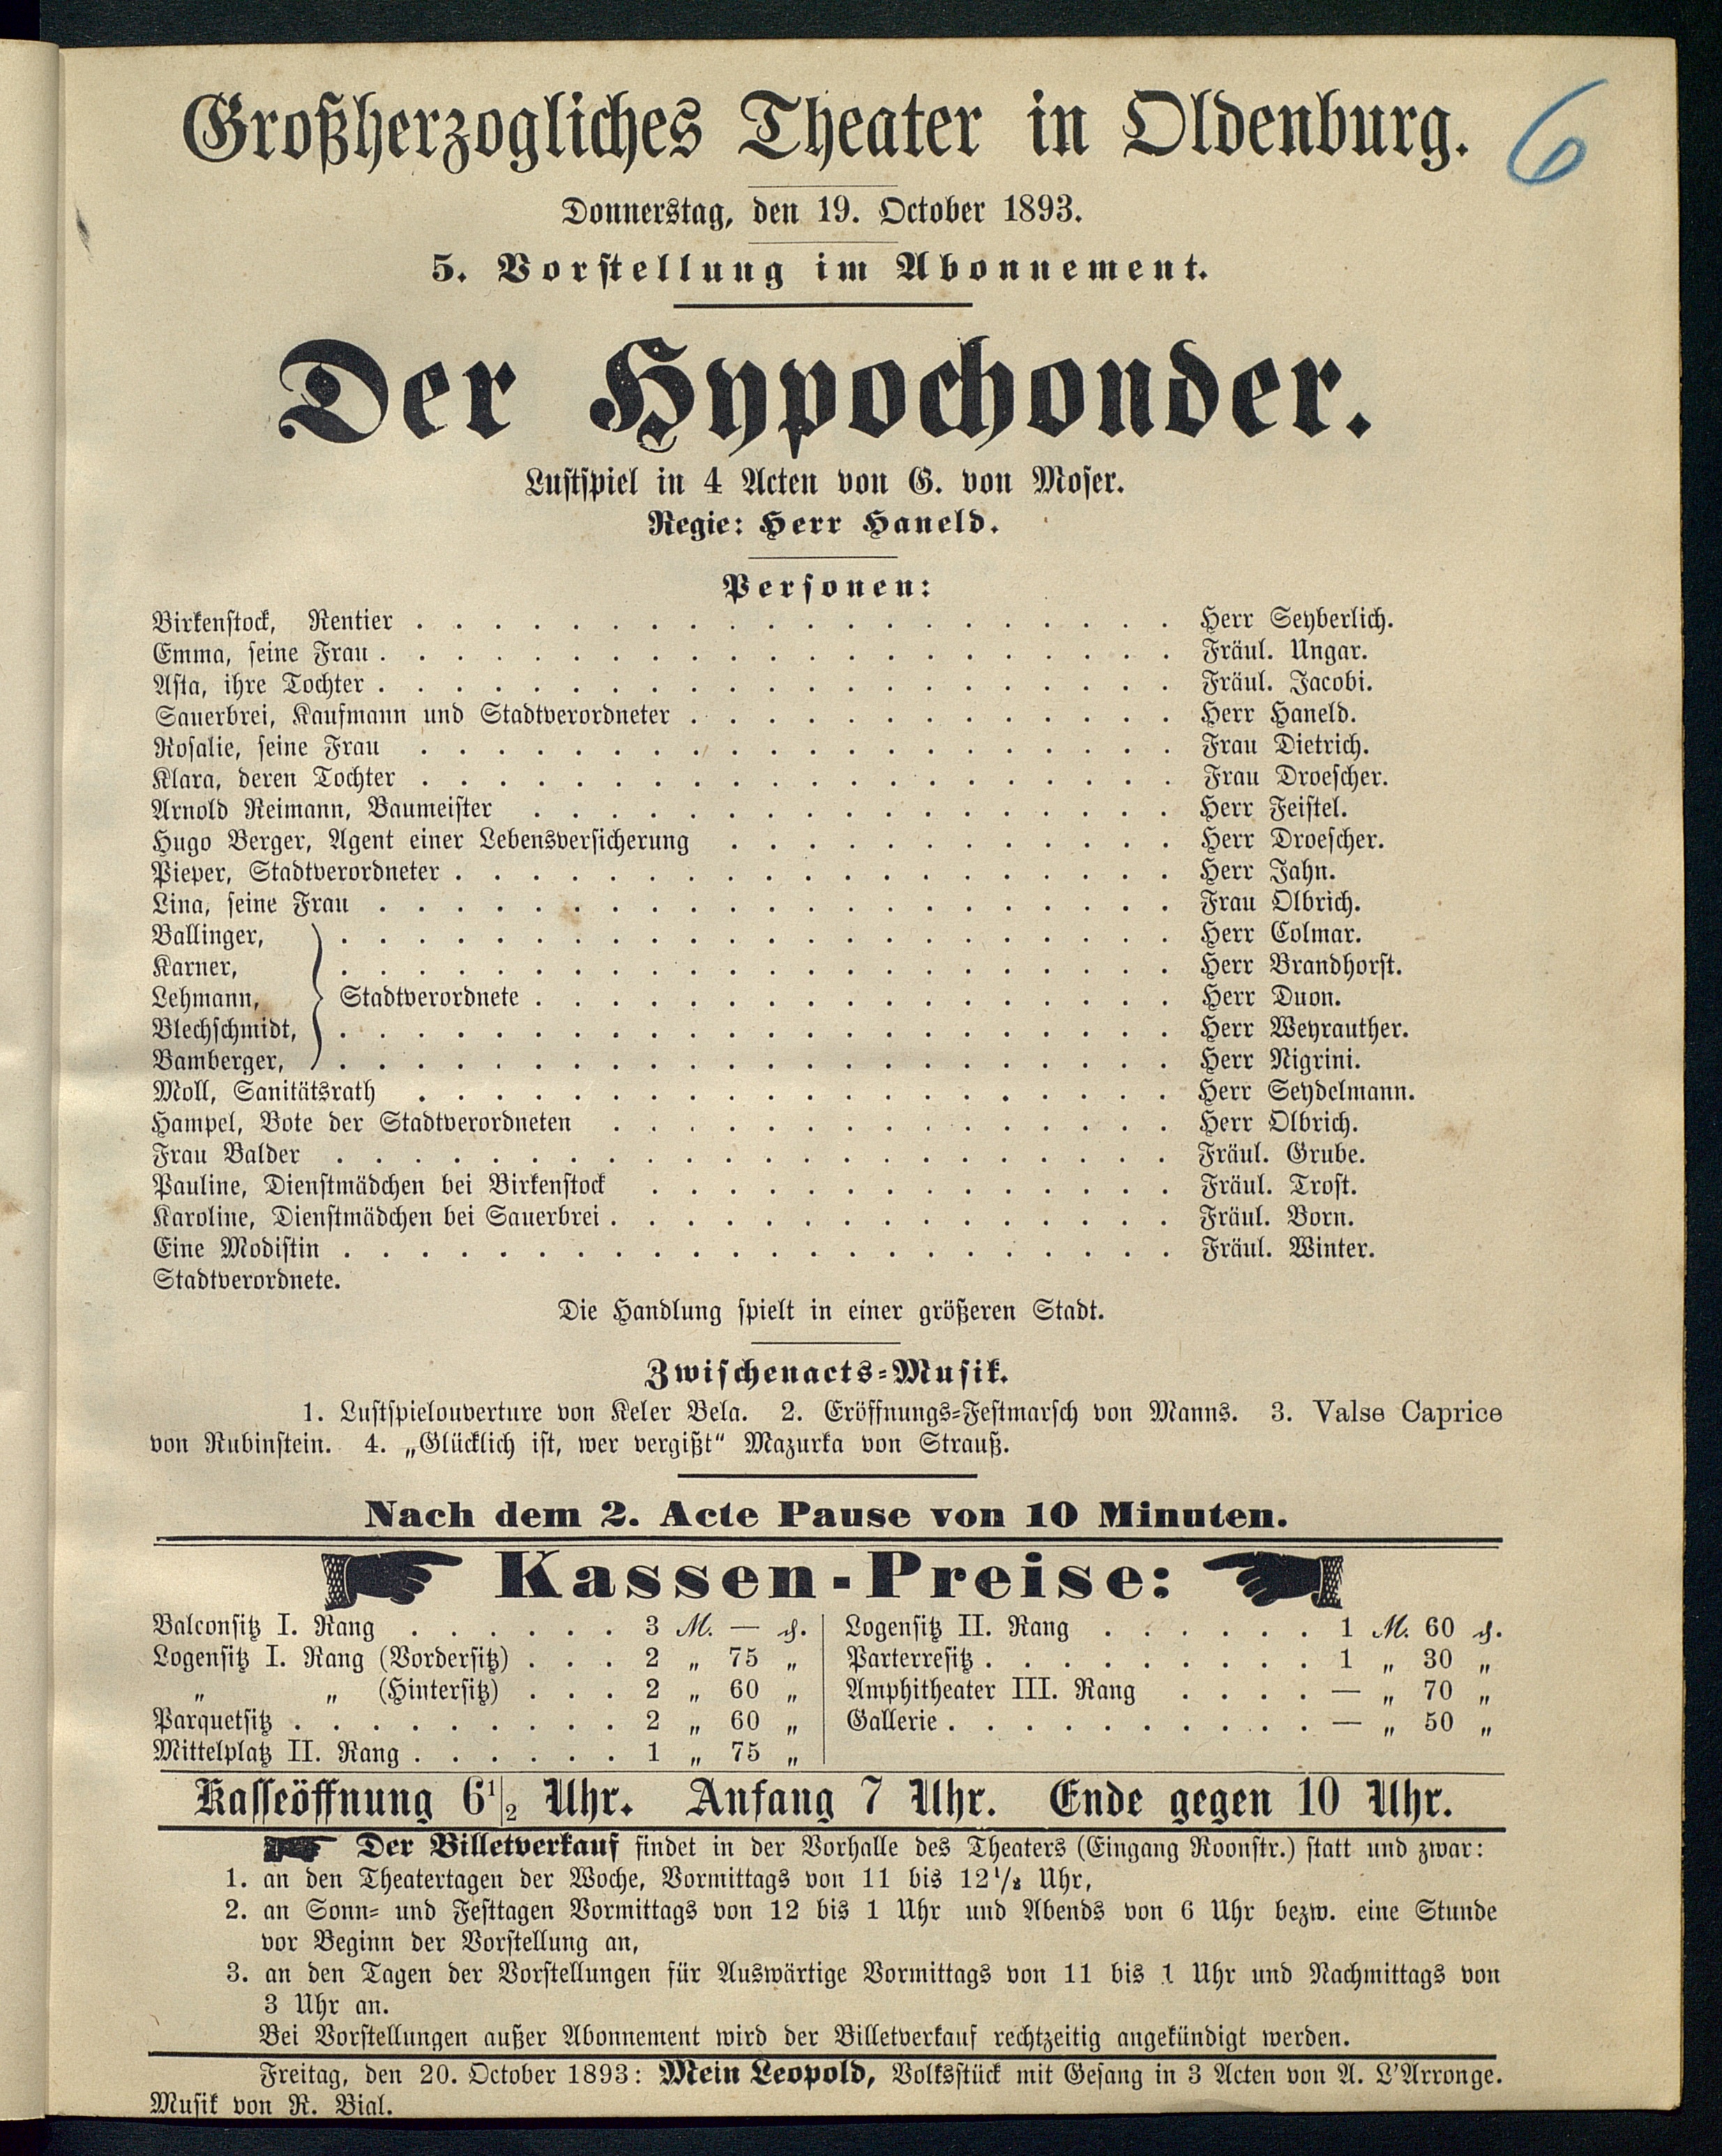 Großherzogliches Theater in Oldenburg.
6
Donnerstag, den 19. October 1893.
5. Vorstellung im Abonnement.
Der Hypochonder.
Lustspiel in 4 Acten von G. von Moser.
Regie: Herr Haneld.
Personen:
Birkenstock, Rentier . . . . . . . . . . . . . . . . . . . . Herr Seyberlich.
Emma, seine Frau . . . . . . . . . . . . . . . . . . . . . Fräul. Ungar.
Asta, ihre Tochter . . . . . . . . . . . . . . . . . . . . . Fräul. Jacobi.
Sauerbrei, Kaufmann und Stadtverordneter . . . . . . . . . . . . . Herr Haneld.
Rosalie, seine Frau . . . . . . . . . . . . . . . . . . . . Frau Dietrich.
Klara, deren Tochter . . . . . . . . . . . . . . . . . . . . Frau Droescher.
Arnold Reimann, Baumeister . . . . . . . . . . . . . . . . . Herr Feistel.
Hugo Berger, Agent einer Lebensversicherung . . . . . . . . . . . . Herr Droescher.
Pieper, Stadtverordneter . . . . . . . . . . . . . . . . . . . Herr Jahn.
Lina, seine Frau . . . . . . . . . . . . . . . . . . . . . Frau Olbrich.
Ballinger, . . . . . . . . . . . . . . . . . . . . . . Herr Colmar.
Karner, . . . . . . . . . . . . . . . . . . . . . . Herr Brandhorst.
Lehmann, } Stadtverordnete . . . . . . . . . . . . . . . . . Herr Duon.
Blechschmidt, . . . . . . . . . . . . . . . . . . . . . . Herr Weyrauther.
Bamberger, . . . . . . . . . . . . . . . . . . . . . . Herr Nigrini.
Moll, Sanitätsrath . . . . . . . . . . . . . . . . . . . . Herr Seydelmann.
Hampel, Bote der Stadtverordneten . . . . . . . . . . . . . . . Herr Olbrich.
Frau Balder . . . . . . . . . . . . . . . . . . . . . . Fräul. Grube.
Pauline, Dienstmädchen bei Birkenstock . . . . . . . . . . . . . . Fräul. Trost.
Karoline, Dienstmädchen bei Sauerbrei . . . . . . . . . . . . . . . Fräul. Born.
Eine Modistin . . . . . . . . . . . . . . . . . . . . . . Fräul. Winter.
Stadtverordnete.
Die Handlung spielt in einer größeren Stadt.
Zwischenacts-Musik.
1. Lustspielouverture von Keler Bela. 2. Eröffnungs-Festmarsch von Manns. 3. Valse Caprice
von Rubinstein. 4. „Glücklich ist, wer vergißt“ Mazurka von Strauß.
Nach dem 2. Acte Pause von 10 Minuten.
Kassen-Preise:
Balconsitz I. Rang . . . . . . 3 M. — ₰. | Logensitz II. Rang . . . . . . 1 M. 60 ₰.
Logensitz I. Rang (Vordersitz) . . . 2 „ 75 „ | Parterresitz . . . . . . . . . 1 „ 30 „
„ „ (Hintersitz) . . . 2 „ 60 „ | Amphitheater III. Rang . . . . — „ 70 „
Parquetsitz . . . . . . . . . 2 „ 60 „ | Gallerie . . . . . . . . . . — „ 50 „
Mittelplatz II. Rang . . . . . . 1 „ 75 „
Kasseöffnung 6 1/2 Uhr. Anfang 7 Uhr. Ende gegen 10 Uhr.
Der Billetverkauf findet in der Vorhalle des Theaters (Eingang Roonstr.) statt und zwar:
1. an den Theatertagen der Woche, Vormittags von 11 bis 12 1/2 Uhr,
2. an Sonn- und Festtagen Vormittags von 12 bis 1 Uhr und Abends von 6 Uhr bezw. eine Stunde
vor Beginn der Vorstellung an,
3. an den Tagen der Vorstellungen für Auswärtige Vormittags von 11 bis 1 Uhr und Nachmittags von
3 Uhr an.
Bei Vorstellungen außer Abonnement wird der Billetverkauf rechtzeitig angekündigt werden.
Freitag, den 20. October 1893: Mein Leopold, Volksstück mit Gesang in 3 Acten von A. L'Arronge.
Musik von R. Bial.